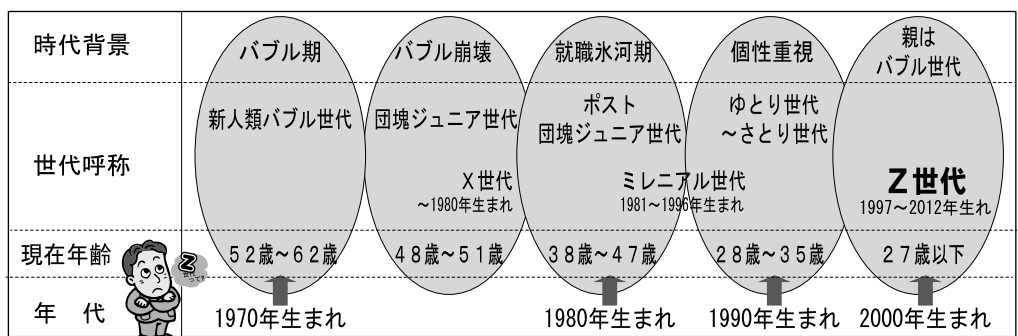 時代背景
バブル期
バブル崩壊
就職氷河期
個性重視
親は
バブル世代
世代呼称
新人類バブル世代
団塊ジュニア世代
X世代
～1980年生まれ
ポスト
団塊ジュニア世代
ミレニアル世代
1981～1996年生まれ
ゆとり世代
～さとり世代
Z世代
1997～2012年生れ
現在年齢
52歳～62歳
48歳～51歳
38歳～47歳
28歳～35歳
27歳以下
Z
世代
って？
年代
1970年生まれ
1980年生まれ
1990年生まれ
2000年生まれ